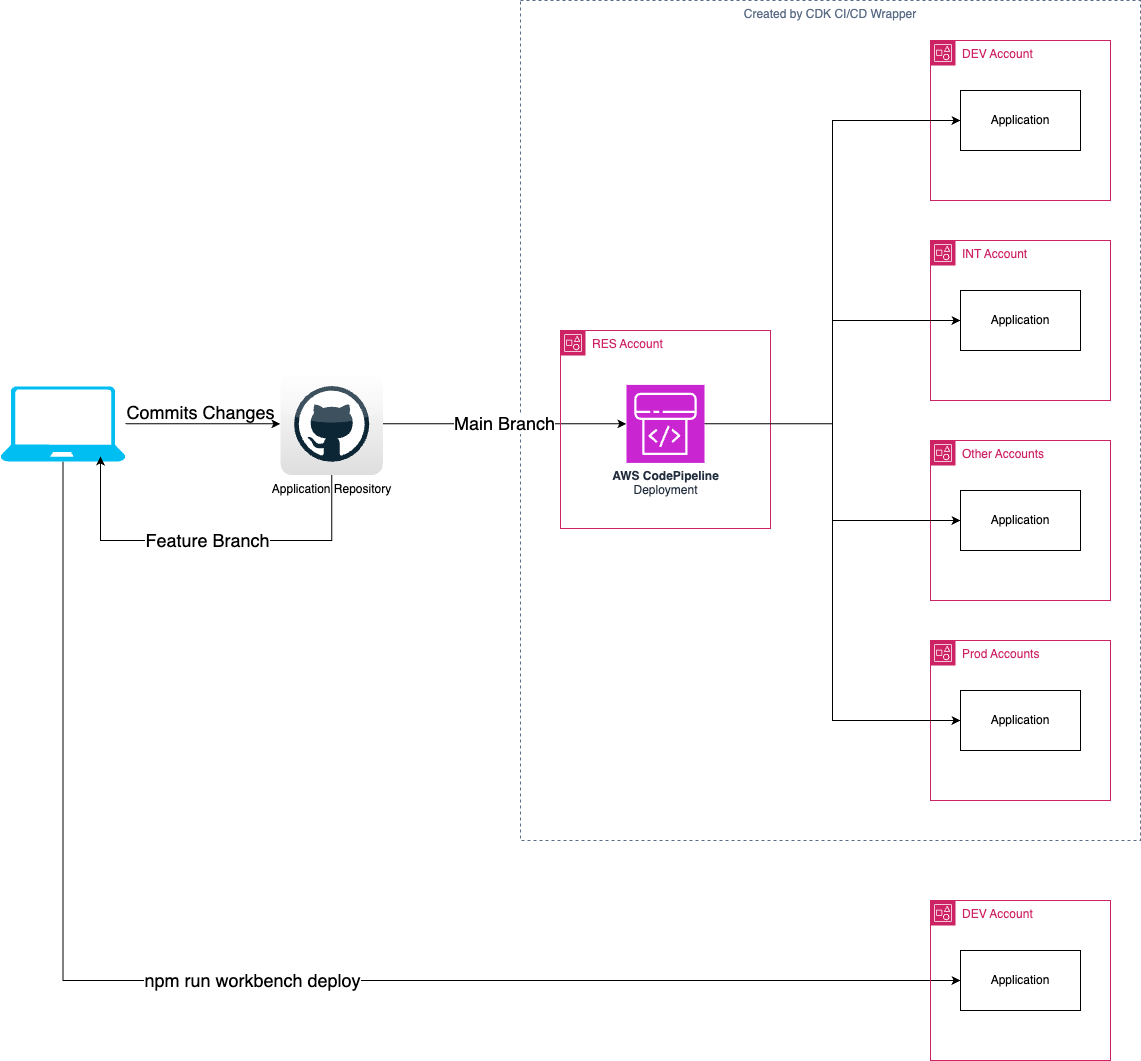 Created by CDK CI/CD Wrapper
DEV Account
Application
INT Account
Application
RES Account
Commits Changes
Main Branch
AWS CodePipeline
Deployment
Application Repository
Feature Branch
Other Accounts
Application
Prod Accounts
Application
DEV Account
npm run workbench deploy
Application